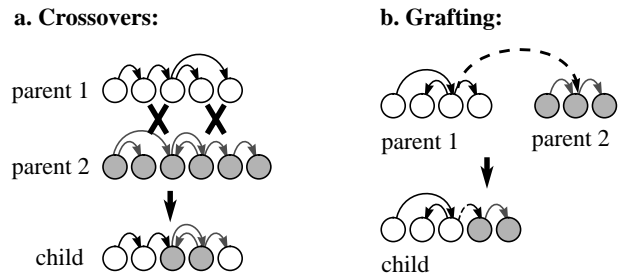 a. Crossovers:
parent 1
parent 2
child
b. Grafting:
parent 1
parent 2
child